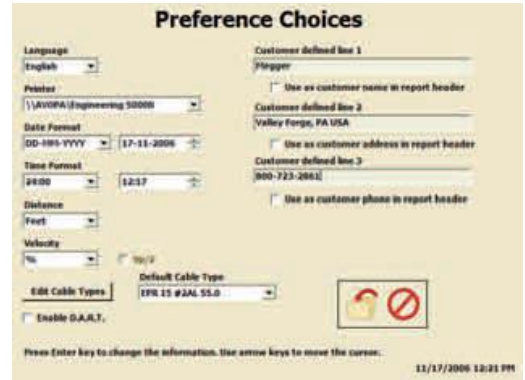 Preference Choices
Language
English
Printer
\\AVOPA\Engineering 5000N
Date Format
DD-MM-YYYY 17-11-2006
Time Format
24:00 12:17
Distance
Feet
Velocity
%
Default Cable Type
Edit Cable Types EPR 15 #2AL 55.0
Enable D.A.R.T.
Customer defined line 1
Megger
Use as customer name in report header
Customer defined line 2
Valley Forge, PA USA
Use as customer address in report header
Customer defined line 3
800-723-2861
Use as customer phone in report header
Press Enter key to change the information. Use arrow keys to move the cursor.
11/17/2006 12:21 PM